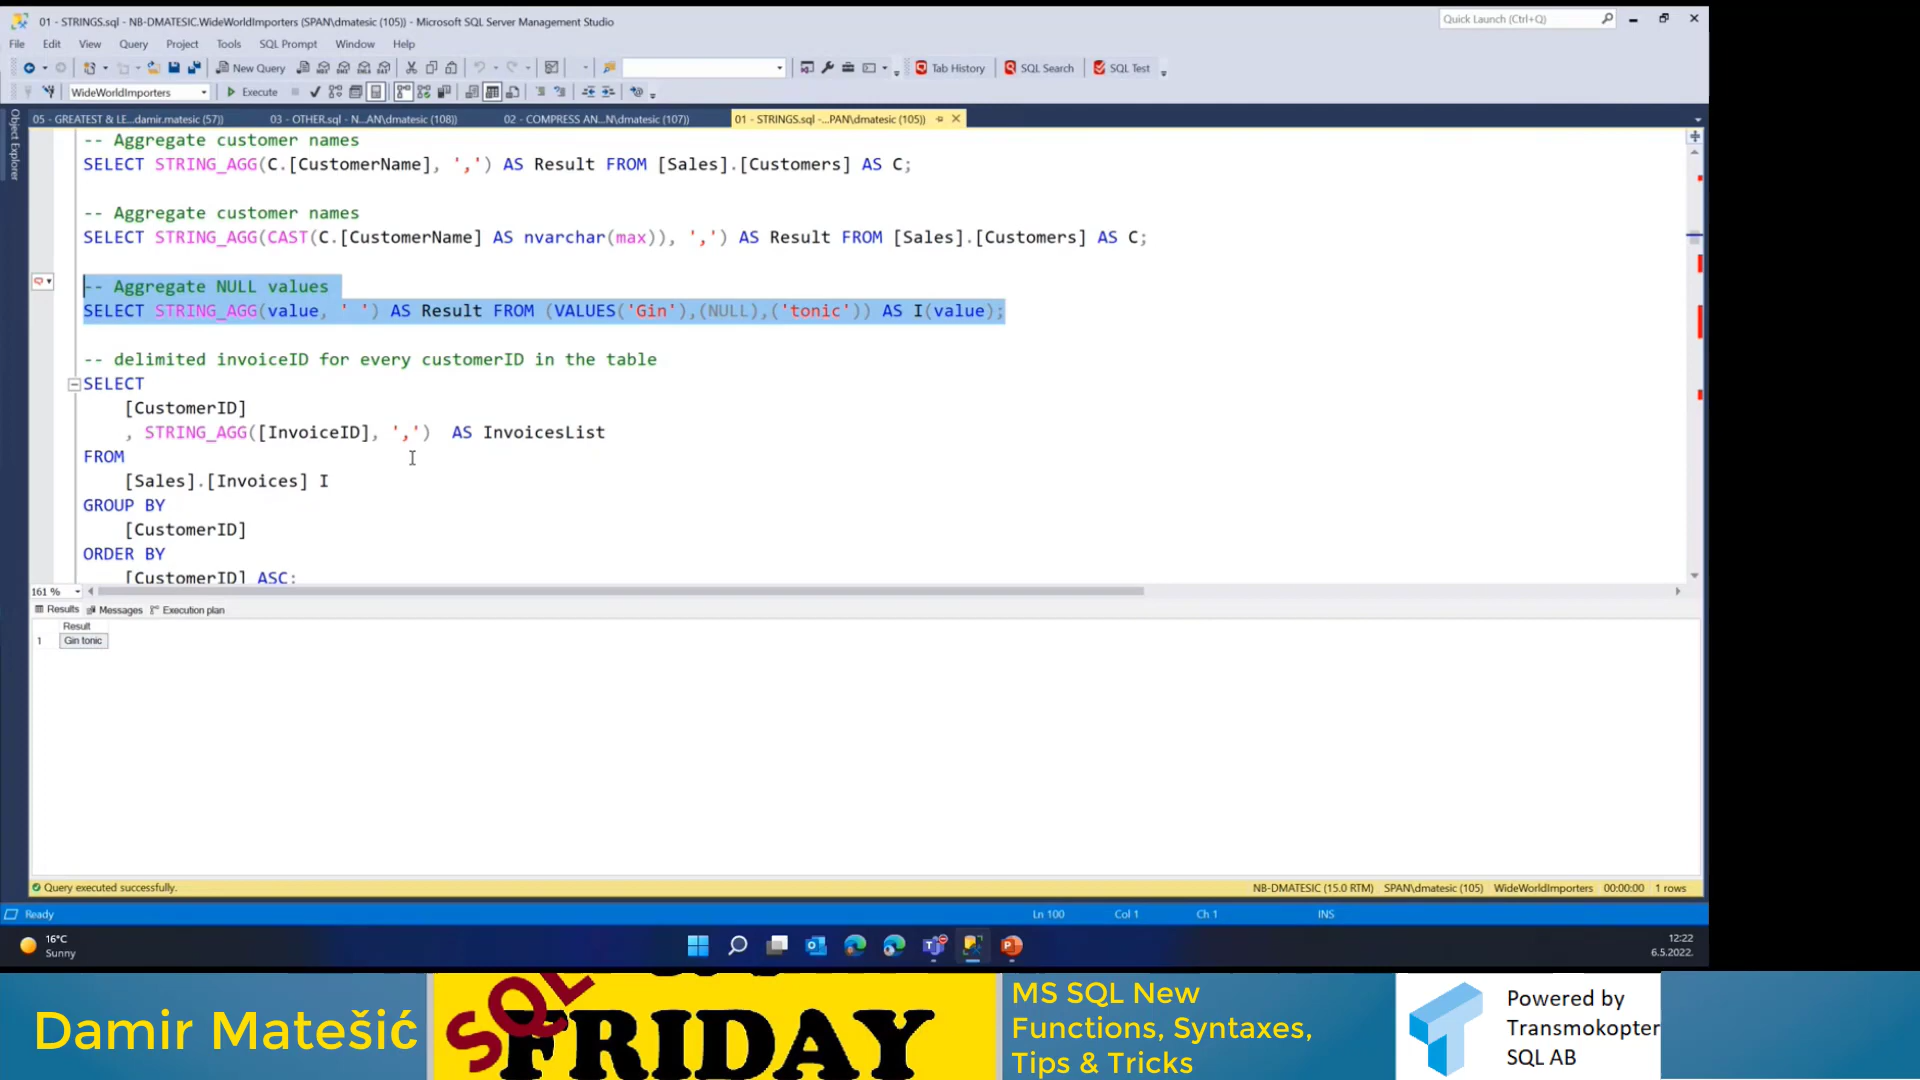 01 - STRINGS.sql - NB-DMATESIC.WideWorldImporters (SPAN\dmatesic (105)) - Microsoft SQL Server Management Studio
Quick Launch (Ctrl+Q)
File Edit View Query Project Tools SQL Prompt Window Help
New Query
Tab History
SQL Search
SQL Test
WideWorldImporters
Execute
Object Explorer
05 - GREATEST & LE...damir.matesic (57))
03 - OTHER.sql - N...AN\dmatesic (108))
02 - COMPRESS AN...N\dmatesic (107))
01 - STRINGS.sql -...PAN\dmatesic (105))
-- Aggregate customer names
SELECT STRING_AGG(C.[CustomerName], ',') AS Result FROM [Sales].[Customers] AS C;
-- Aggregate customer names
SELECT STRING_AGG(CAST(C.[CustomerName] AS nvarchar(max)), ',') AS Result FROM [Sales].[Customers] AS C;
-- Aggregate NULL values
SELECT STRING_AGG(value, ' ') AS Result FROM (VALUES('Gin'),(NULL),('tonic')) AS I(value);
-- delimited invoiceID for every customerID in the table
SELECT
[CustomerID]
, STRING_AGG([InvoiceID], ',')  AS InvoicesList
FROM
[Sales].[Invoices] I
GROUP BY
[CustomerID]
ORDER BY
[CustomerID] ASC;
161 %
Results Messages Execution plan
Result
1 Gin tonic
Query executed successfully.
NB-DMATESIC (15.0 RTM) SPAN\dmatesic (105) WideWorldImporters 00:00:00 1 rows
Ready
Ln 100 Col 1 Ch 1 INS
16°C
Sunny
12:22
6.5.2022.
Damir Matešić
SQL
FRIDAY
MS SQL New
Functions, Syntaxes,
Tips & Tricks
Powered by
Transmokopter
SQL AB